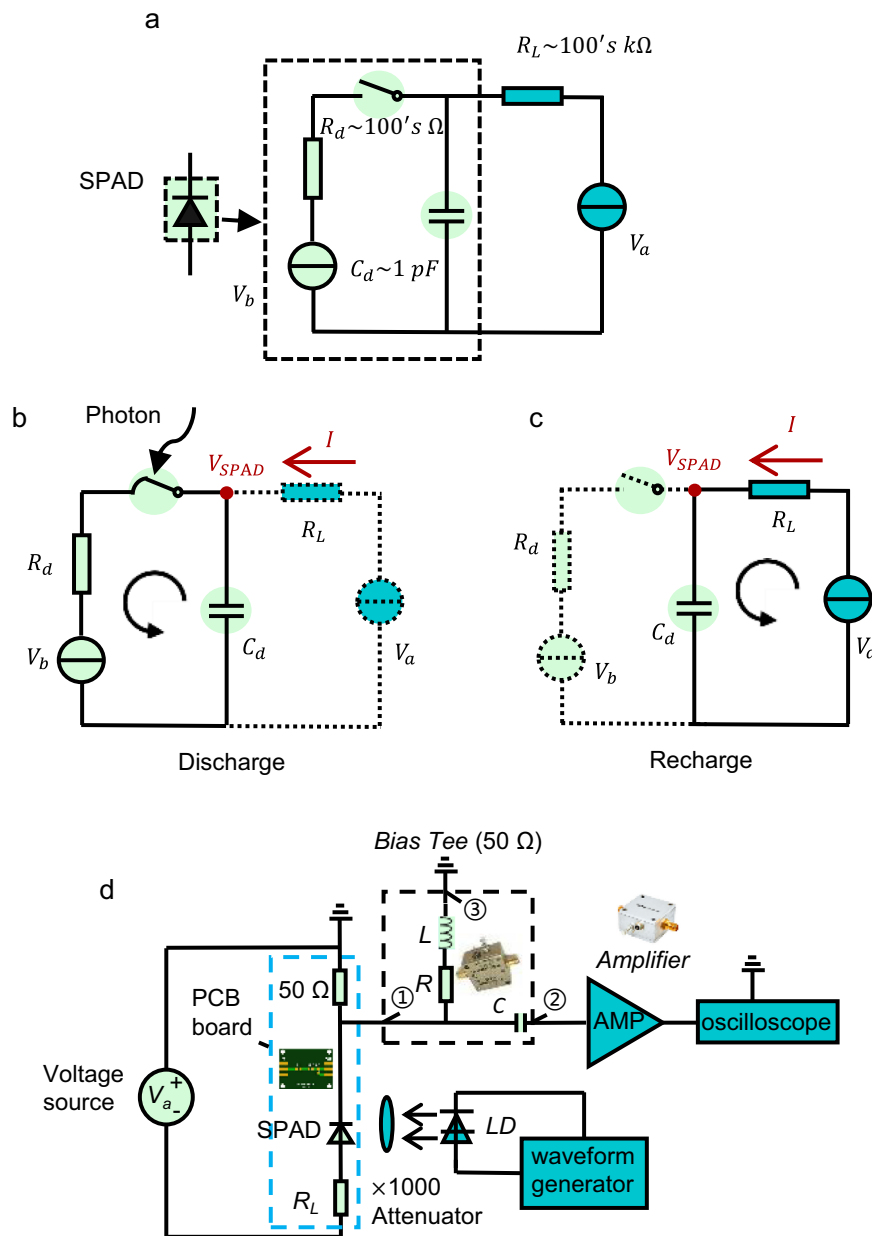 a
R_L~100's kΩ
R_d~100's Ω
SPAD
V_b
C_d~1 pF
V_a
b
Photon
V_SPAD
I
R_L
R_d
C_d
V_b
V_a
Discharge
c
V_SPAD
I
R_L
R_d
C_d
V_b
V_a
Recharge
d
Bias Tee (50 Ω)
③
L
R
C
①
②
50 Ω
PCB
board
Amplifier
AMP
oscilloscope
Voltage
source
V_a
+
-
SPAD
R_L
LD
×1000
Attenuator
waveform
generator